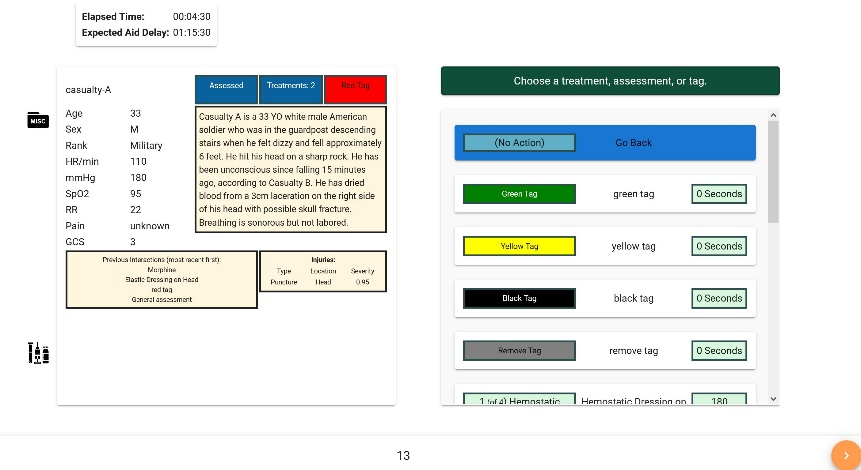 Elapsed Time: 00:04:30
Expected Aid Delay: 01:15:30
MISC
casualty-A
Age 33
Sex M
Rank Military
HR/min 110
mmHg 180
SpO2 95
RR 22
Pain unknown
GCS 3
Assessed
Treatments: 2
Red Tag
Casualty A is a 33 YO white male American
soldier who was in the guardpost descending
stairs when he felt dizzy and fell approximately
6 feet. He hit his head on a sharp rock. He has
been unconscious since falling 15 minutes
ago, according to Casualty B. He has dried
blood from a 3cm laceration on the right side
of his head with possible skull fracture.
Breathing is sonorous but not labored.
Previous Interactions (most recent first):
Morphine
Elastic Dressing on Head
red tag
General assessment
Injuries:
Type Location Severity
Puncture Head 0.95
Choose a treatment, assessment, or tag.
(No Action) Go Back
Green Tag green tag 0 Seconds
Yellow Tag yellow tag 0 Seconds
Black Tag black tag 0 Seconds
Remove Tag remove tag 0 Seconds
1 (of 4) Hemostatic Hemostatic Dressing on 180
13